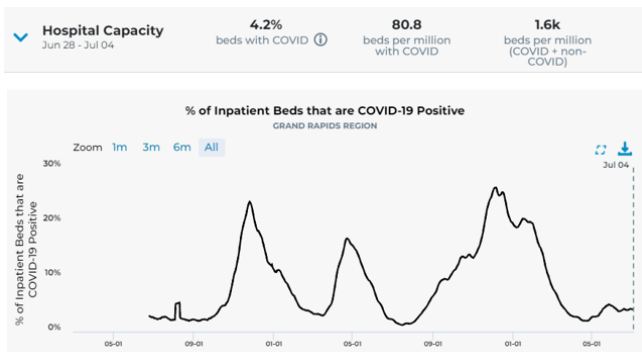 Hospital Capacity
Jun 28 - Jul 04
4.2%
beds with COVID
80.8
beds per million
with COVID
1.6k
beds per million
(COVID + non-
COVID)
% of Inpatient Beds that are COVID-19 Positive
GRAND RAPIDS REGION
Zoom 1m 3m 6m All
Jul 04
% of Inpatient Beds that are
COVID-19 Positive
30%
20%
10%
0%
05-01 09-01 01-01 05-01 09-01 01-01 05-01